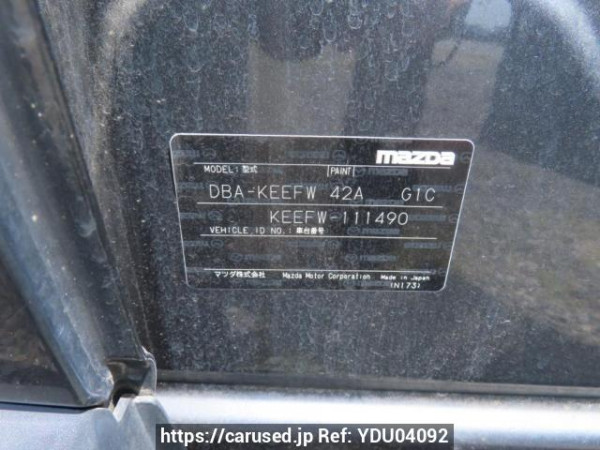 mazda
MODEL:型式 PAINT
DBA-KEEFW 42A G1C
KEEFW-111490
VEHICLE ID NO.:車台番号
マツダ株式会社 Mazda Motor Corporation Made in Japan
(N173)
https://carused.jp Ref: YDU04092